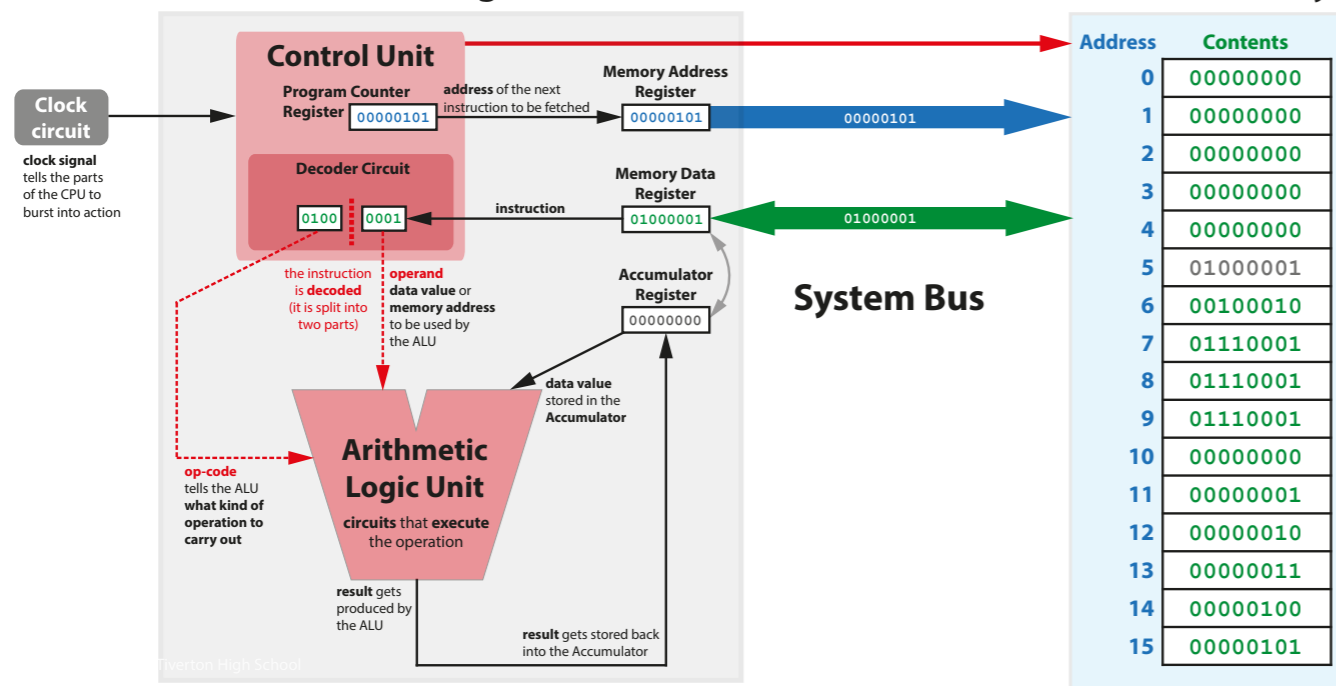 Control Unit
Program Counter
Register
00000101
address of the next
instruction to be fetched
Memory Address
Register
00000101
00000101
Clock
circuit
clock signal
tells the parts
of the CPU to
burst into action
Decoder Circuit
0100
0001
instruction
Memory Data
Register
01000001
01000001
the instruction
is decoded
(it is split into
two parts)
operand
data value or
memory address
to be used by
the ALU
Accumulator
Register
00000000
System Bus
data value
stored in the
Accumulator
Arithmetic
Logic Unit
circuits that execute
the operation
op-code
tells the ALU
what kind of
operation to
carry out
result gets
produced by
the ALU
result gets stored back
into the Accumulator
Tiverton High School
Address Contents
0 00000000
1 00000000
2 00000000
3 00000000
4 00000000
5 01000001
6 00100010
7 01110001
8 01110001
9 01110001
10 00000000
11 00000001
12 00000010
13 00000011
14 00000100
15 00000101